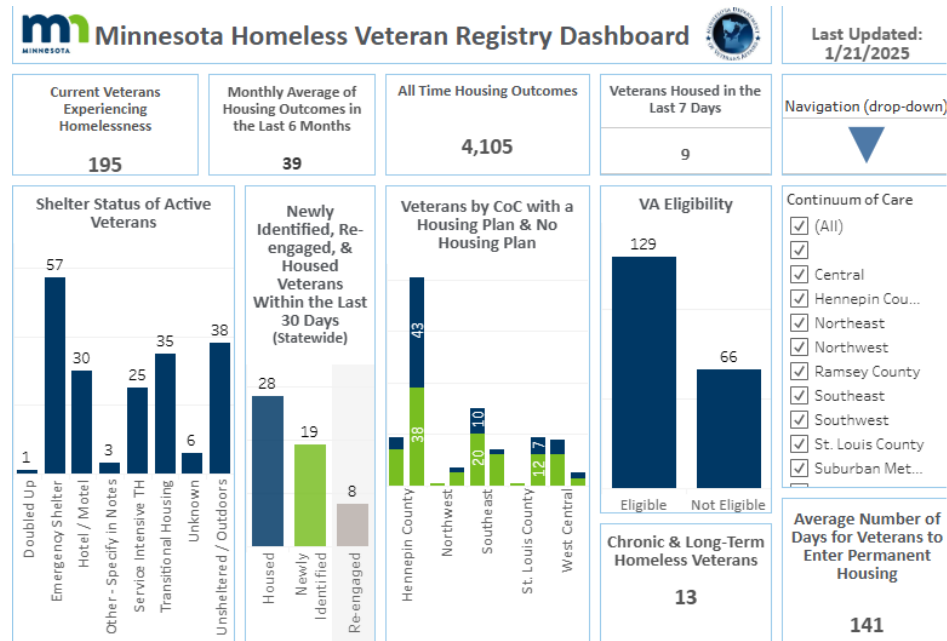 mn
MINNESOTA
Minnesota Homeless Veteran Registry Dashboard
MINNESOTA DEPARTMENT
OF VETERANS AFFAIRS
Last Updated:
1/21/2025
Current Veterans
Experiencing
Homelessness
195
Monthly Average of
Housing Outcomes in
the Last 6 Months
39
All Time Housing Outcomes
4,105
Veterans Housed in the
Last 7 Days
9
Navigation (drop-down)
Shelter Status of Active
Veterans
1
57
30
3
25
35
6
38
Doubled Up
Emergency Shelter
Hotel / Motel
Other - Specify in Notes
Service Intensive TH
Transitional Housing
Unknown
Unsheltered / Outdoors
Newly
Identified, Re-
engaged, &
Housed
Veterans
Within the Last
30 Days
(Statewide)
28
19
8
Housed
Newly
Identified
Re-engaged
Veterans by CoC with a
Housing Plan & No
Housing Plan
43
38
10
20
7
12
Hennepin County
Northwest
Southeast
St. Louis County
West Central
VA Eligibility
129
66
Eligible
Not Eligible
Chronic & Long-Term
Homeless Veterans
13
Continuum of Care
(All)
Central
Hennepin Cou...
Northeast
Northwest
Ramsey County
Southeast
Southwest
St. Louis County
Suburban Met...
Average Number of
Days for Veterans to
Enter Permanent
Housing
141